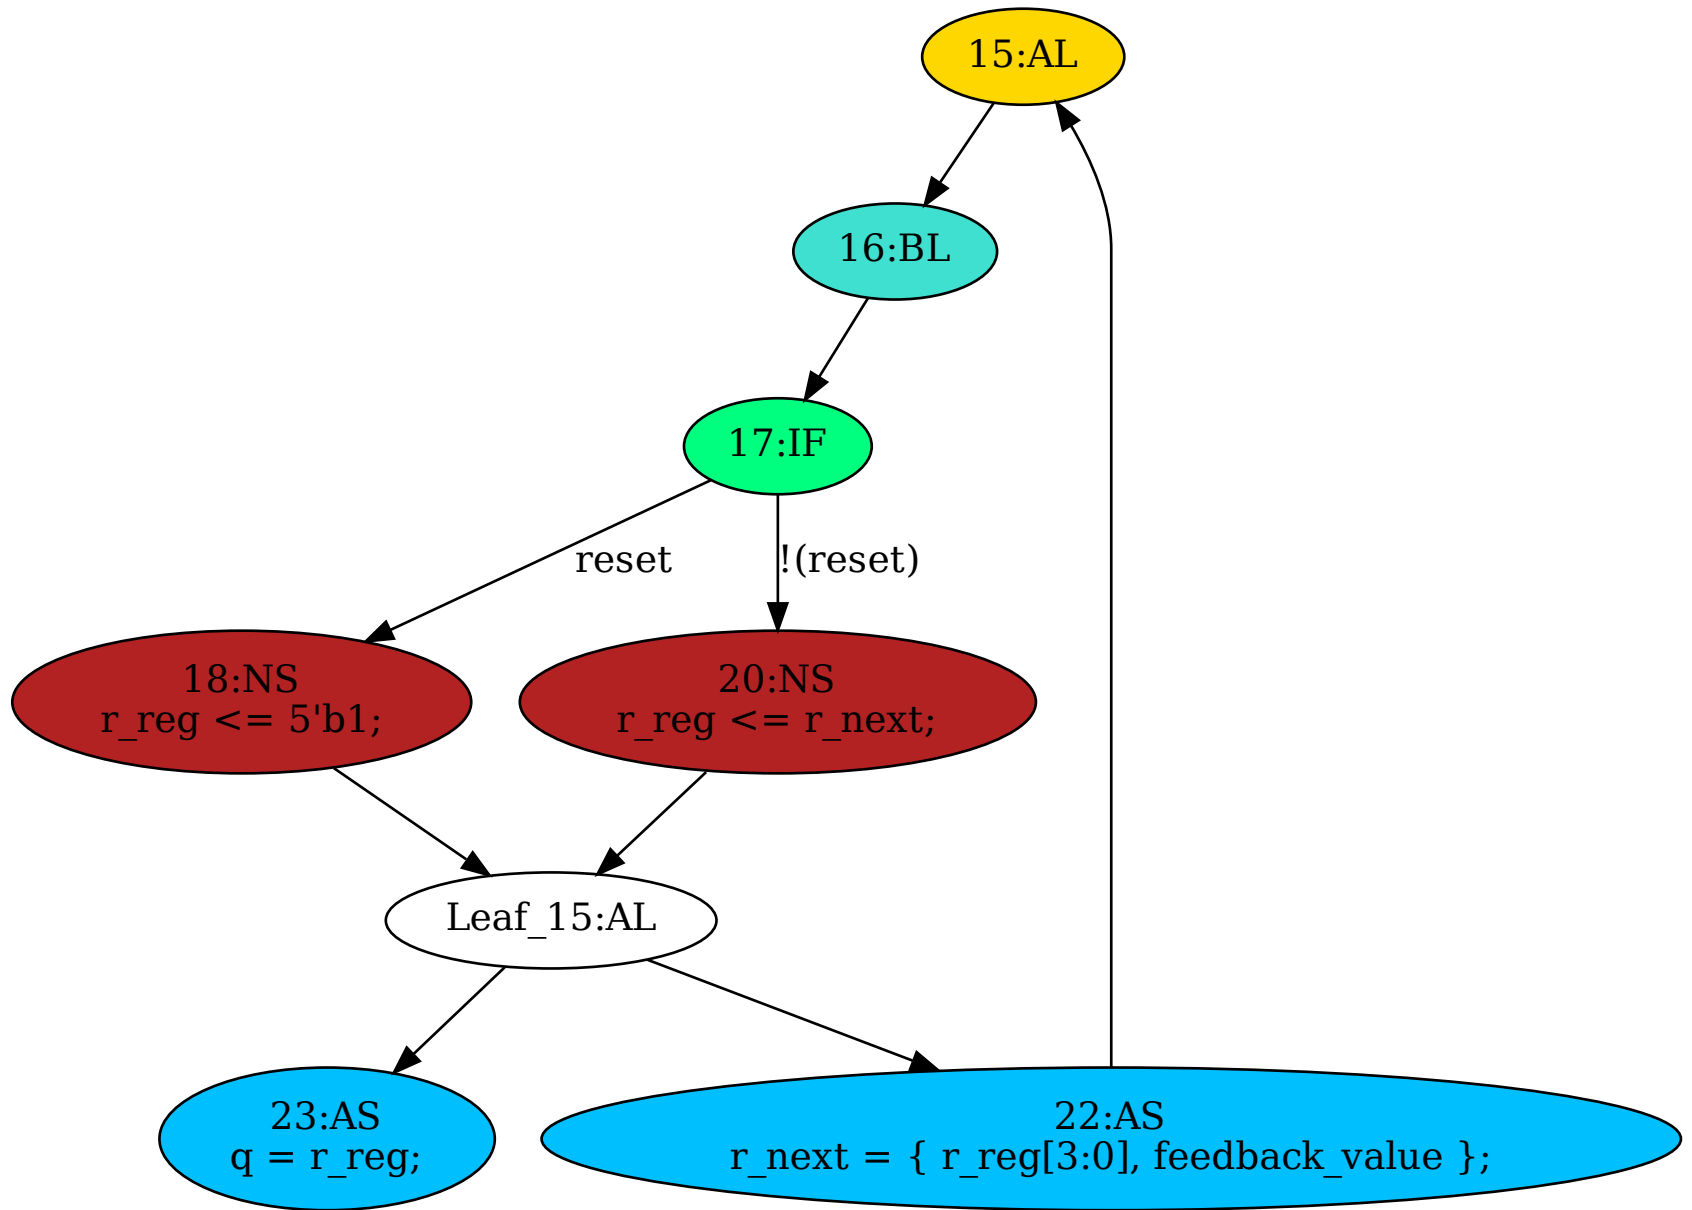 15:AL
16:BL
17:IF
reset
!(reset)
18:NS
r_reg <= 5'b1;
20:NS
r_reg <= r_next;
Leaf_15:AL
23:AS
q = r_reg;
22:AS
r_next = { r_reg[3:0], feedback_value };